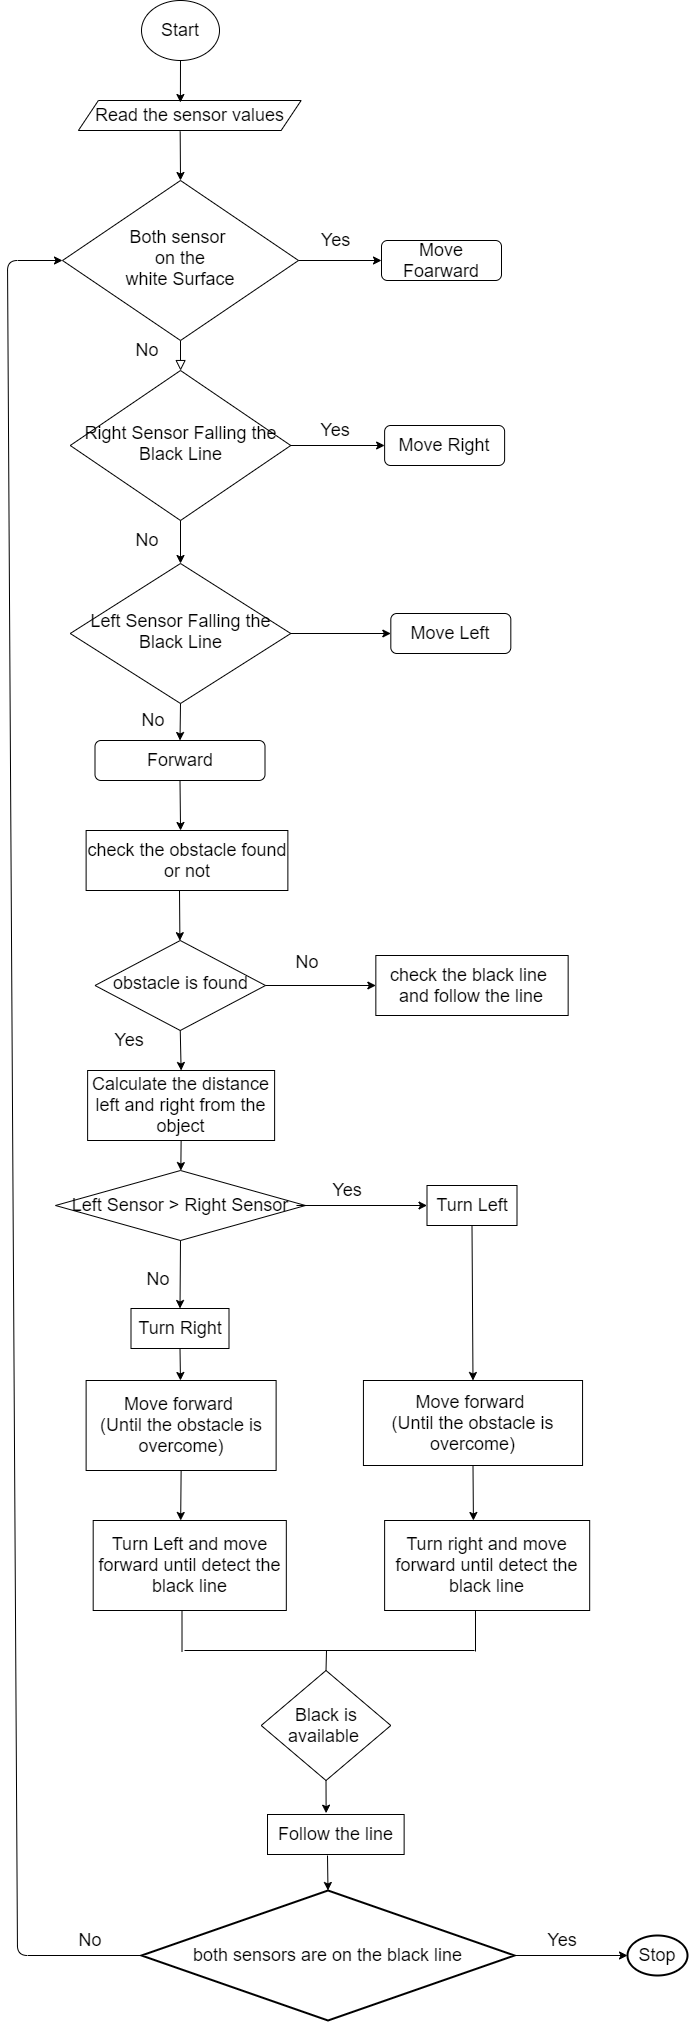 Start
Read the sensor values
Both sensor
on the
white Surface
Yes
Move
Foarward
No
Right Sensor Falling the
Black Line
Yes
Move Right
No
Left Sensor Falling the
Black Line
Move Left
No
Forward
check the obstacle found
or not
obstacle is found
No
check the black line
and follow the line
Yes
Calculate the distance
left and right from the
object
Left Sensor > Right Sensor
Yes
Turn Left
No
Turn Right
Move forward
(Until the obstacle is
overcome)
Move forward
(Until the obstacle is
overcome)
Turn Left and move
forward until detect the
black line
Turn right and move
forward until detect the
black line
Black is
available
Follow the line
No
both sensors are on the black line
Yes
Stop